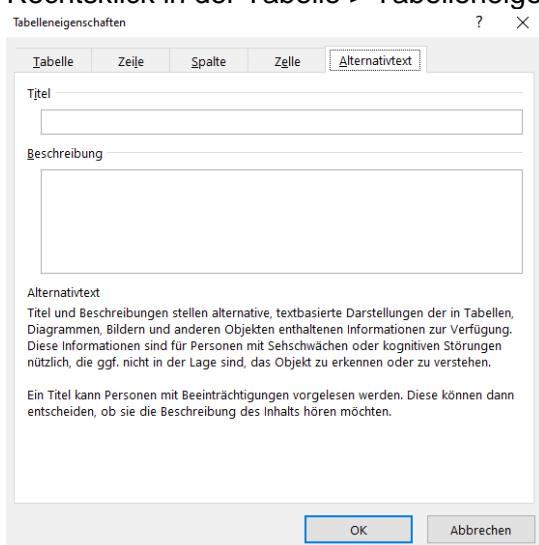 Rechtsklick in der Tabelle > Tabelleneige
Tabelleneigenschaften ? ×
Tabelle Zeile Spalte Zelle Alternativtext
Titel
Beschreibung
Alternativtext
Titel und Beschreibungen stellen alternative, textbasierte Darstellungen der in Tabellen,
Diagrammen, Bildern und anderen Objekten enthaltenen Informationen zur Verfügung.
Diese Informationen sind für Personen mit Sehschwächen oder kognitiven Störungen
nützlich, die ggf. nicht in der Lage sind, das Objekt zu erkennen oder zu verstehen.
Ein Titel kann Personen mit Beeinträchtigungen vorgelesen werden. Diese können dann
entscheiden, ob sie die Beschreibung des Inhalts hören möchten.
OK Abbrechen